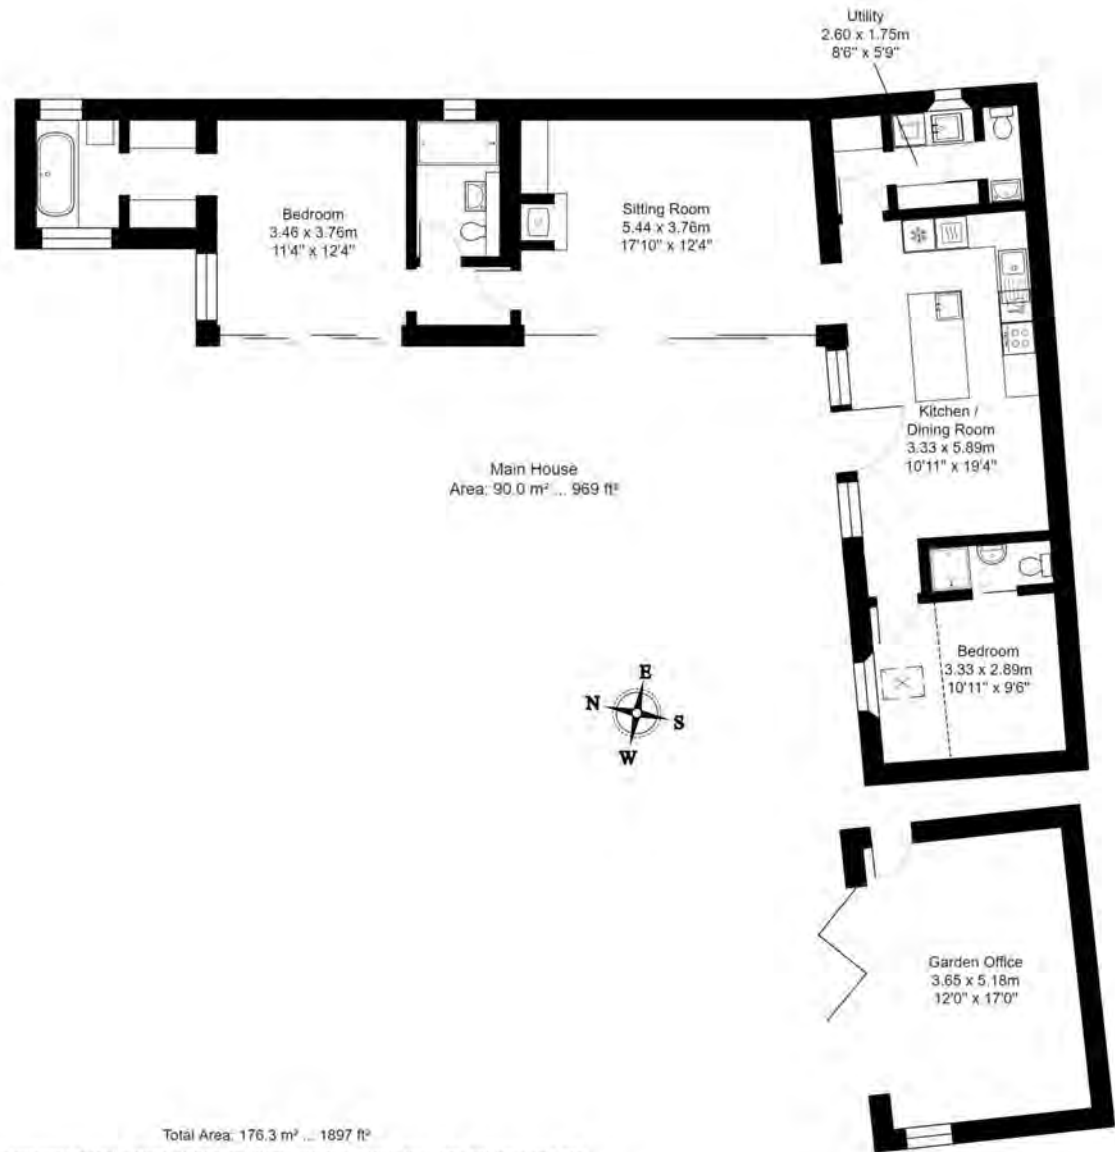 Utility
2.60 x 1.75m
8'6" x 5'9"
Bedroom
3.46 x 3.76m
11'4" x 12'4"
Sitting Room
5.44 x 3.76m
17'10" x 12'4"
Kitchen /
Dining Room
3.33 x 5.89m
10'11" x 19'4"
Main House
Area: 90.0 m² ... 969 ft²
Bedroom
3.33 x 2.89m
10'11" x 9'6"
E
N
S
W
Garden Office
3.65 x 5.18m
12'0" x 17'0"
Total Area: 176.3 m² ... 1897 ft²